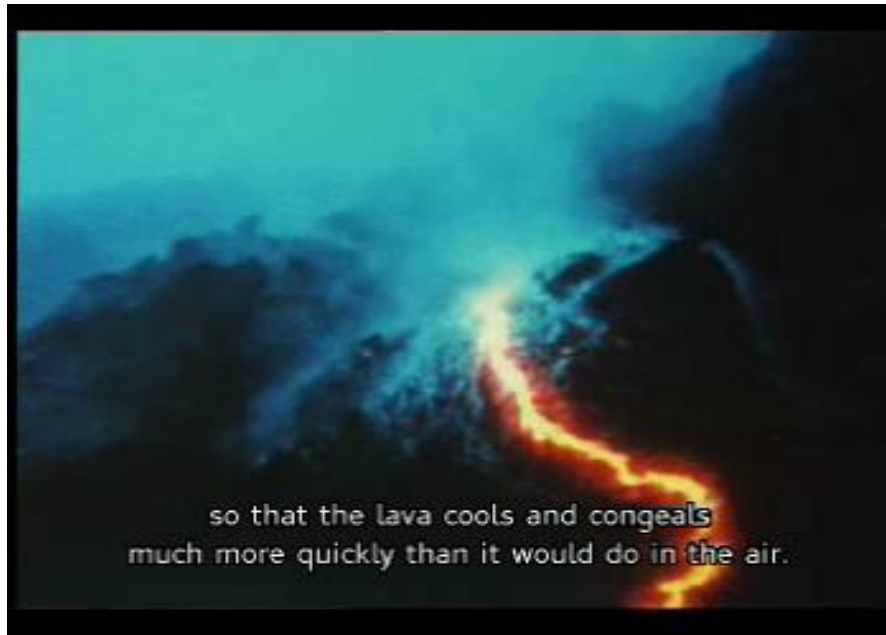 so that the lava cools and congeals
much more quickly than it would do in the air.